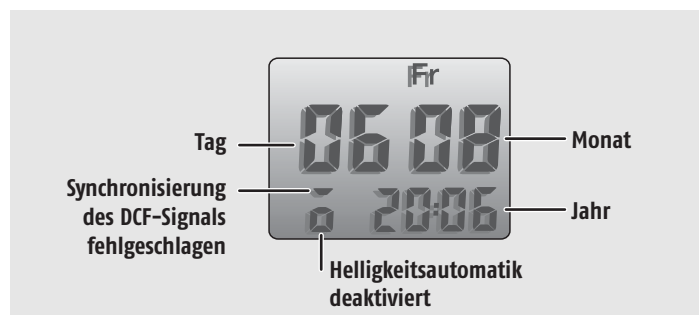 Fr
06 08
Tag
Monat
Synchronisierung
des DCF-Signals
fehlgeschlagen
20:06
Jahr
Helligkeitsautomatik
deaktiviert